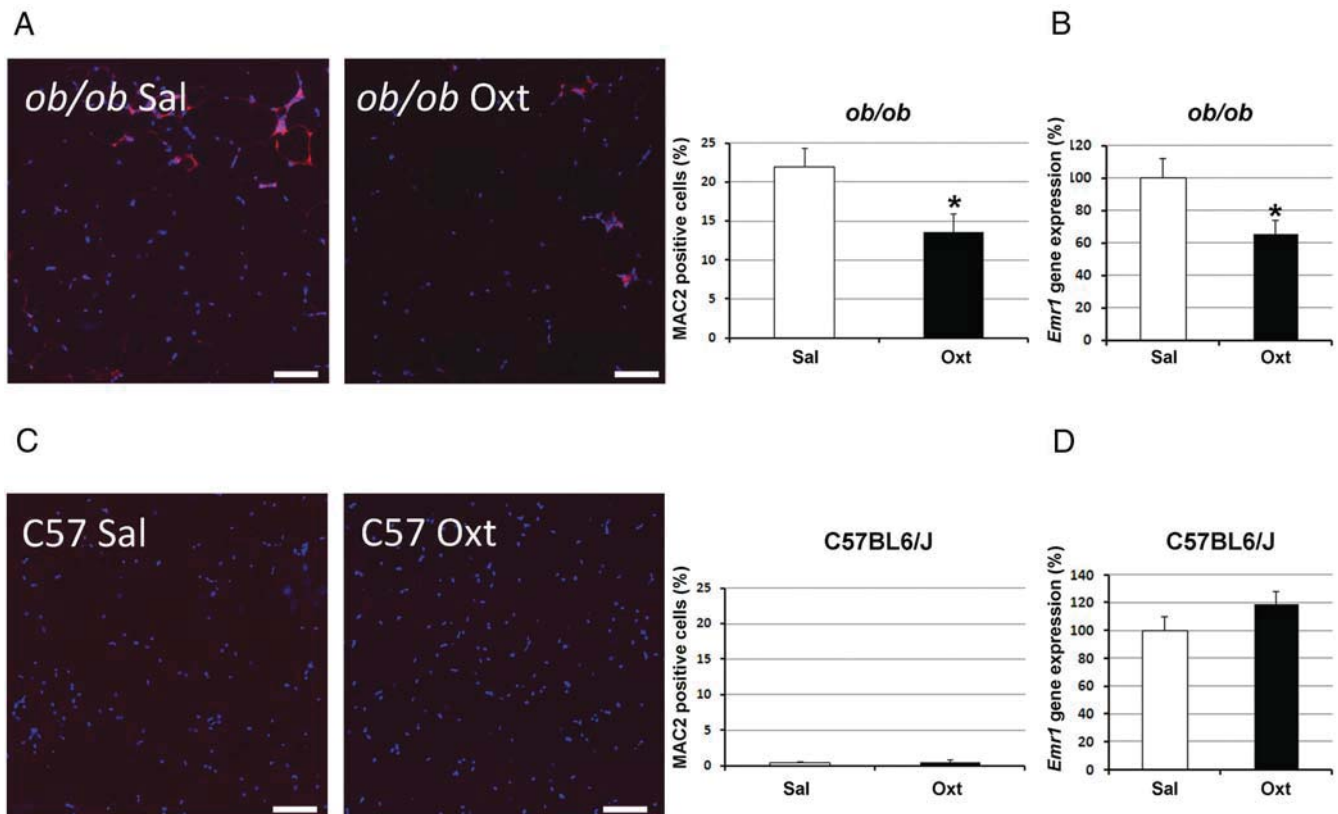 A
B
ob/ob Sal
ob/ob Oxt
ob/ob
MAC2 positive cells (%)
25
20
15
10
5
0
*
Sal
Oxt
ob/ob
Emr1 gene expression (%)
120
100
80
60
40
20
0
*
Sal
Oxt
C
D
C57 Sal
C57 Oxt
C57BL6/J
MAC2 positive cells (%)
25
20
15
10
5
0
Sal
Oxt
C57BL6/J
Emr1 gene expression (%)
140
120
100
80
60
40
20
0
Sal
Oxt